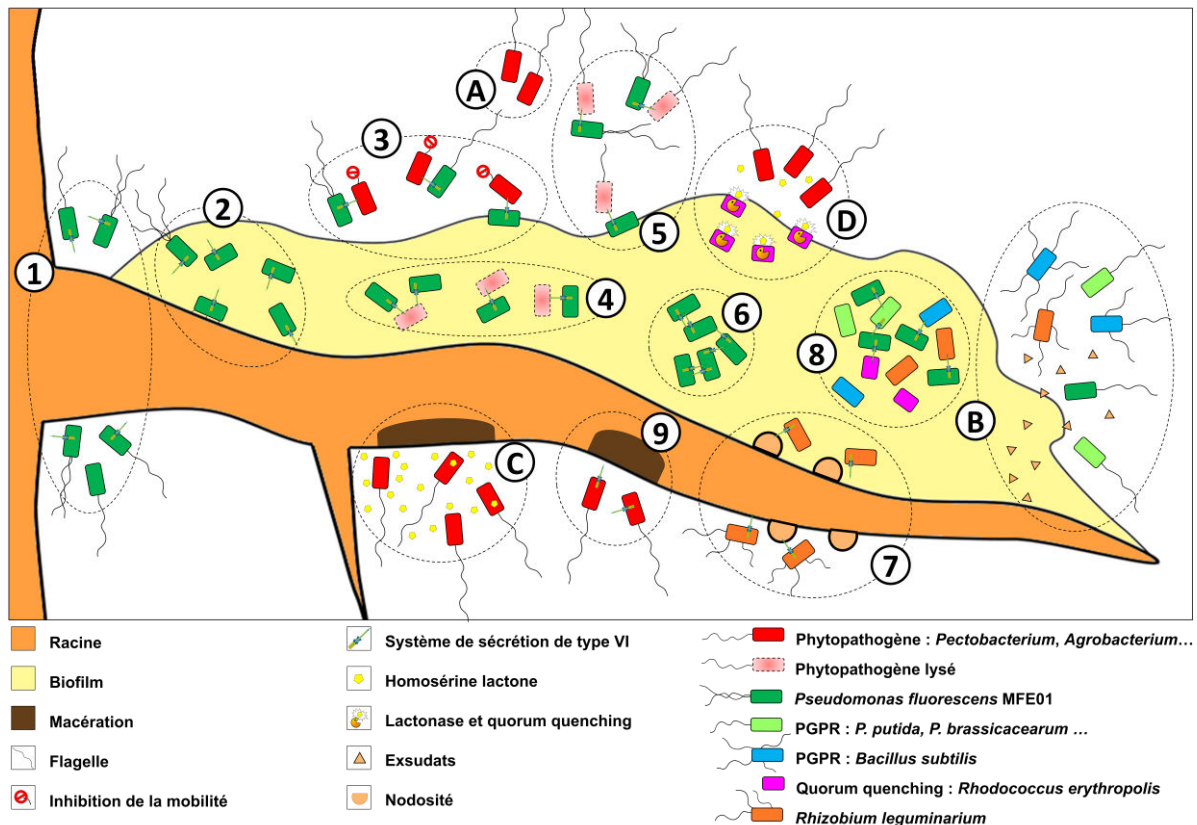 A
3
2
1
5
D
4
6
8
B
9
C
7
Racine
Biofilm
Macération
Flagelle
Inhibition de la mobilité
Système de sécrétion de type VI
Homosérine lactone
Lactonase et quorum quenching
Exsudats
Nodosité
Phytopathogène : Pectobacterium, Agrobacterium…
Phytopathogène lysé
Pseudomonas fluorescens MFE01
PGPR : P. putida, P. brassicacearum …
PGPR : Bacillus subtilis
Quorum quenching : Rhodococcus erythropolis
Rhizobium leguminarium